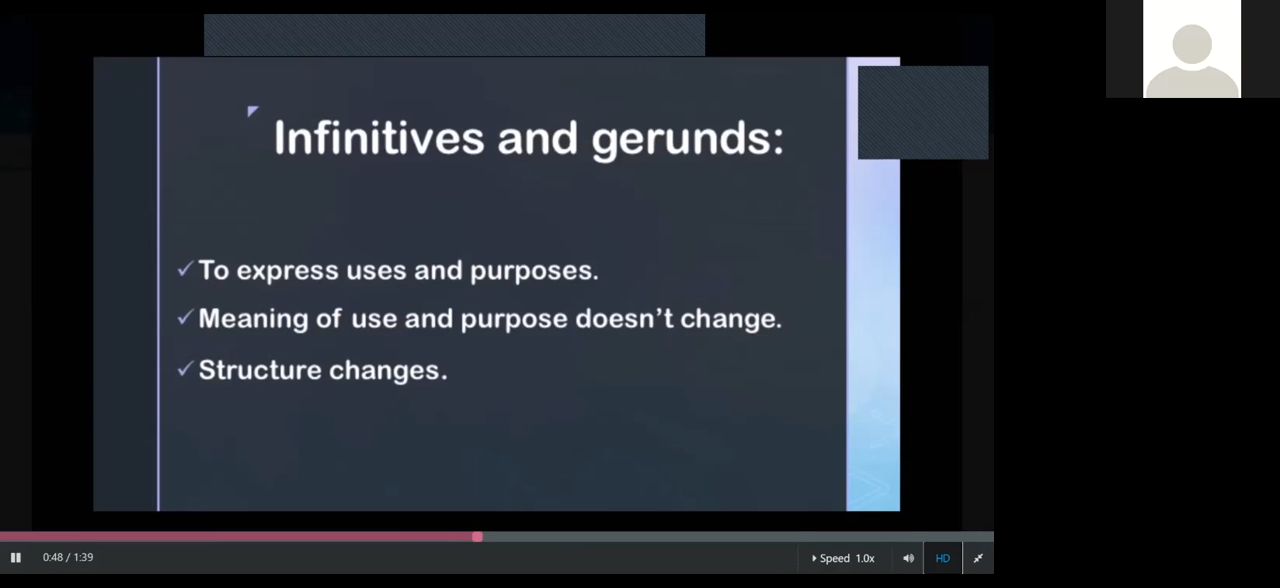 Infinitives and gerunds:
✓ To express uses and purposes.
✓ Meaning of use and purpose doesn't change.
✓ Structure changes.
0:48 / 1:39
Speed 1.0x
HD